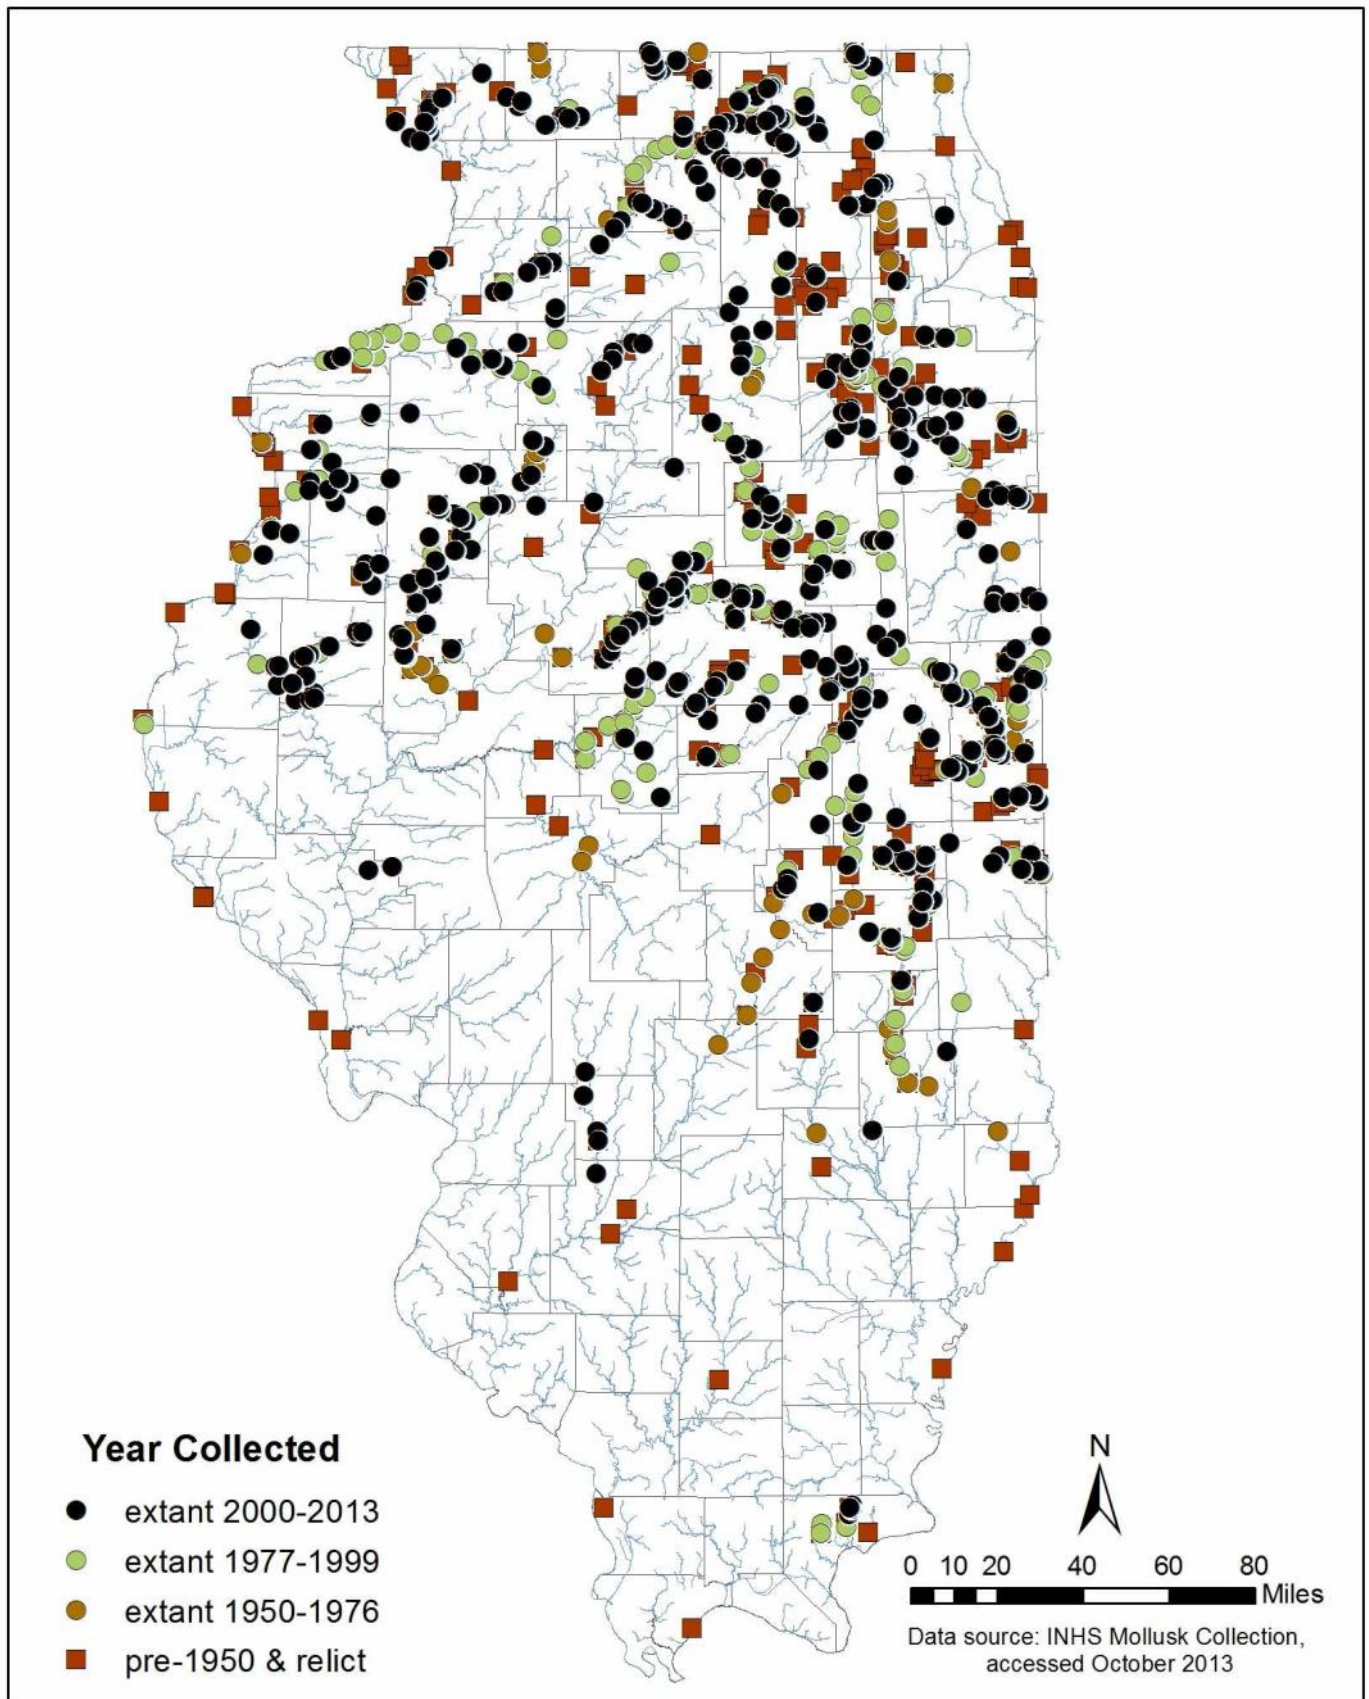 Year Collected
extant 2000-2013
extant 1977-1999
extant 1950-1976
pre-1950 & relict
N
0 10 20 40 60 80
Miles
Data source: INHS Mollusk Collection,
accessed October 2013